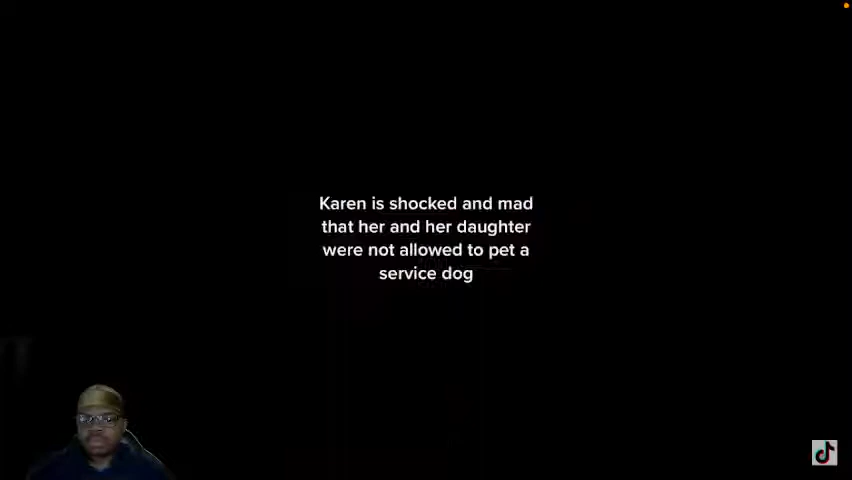 Karen is shocked and mad
that her and her daughter
were not allowed to pet a
service dog